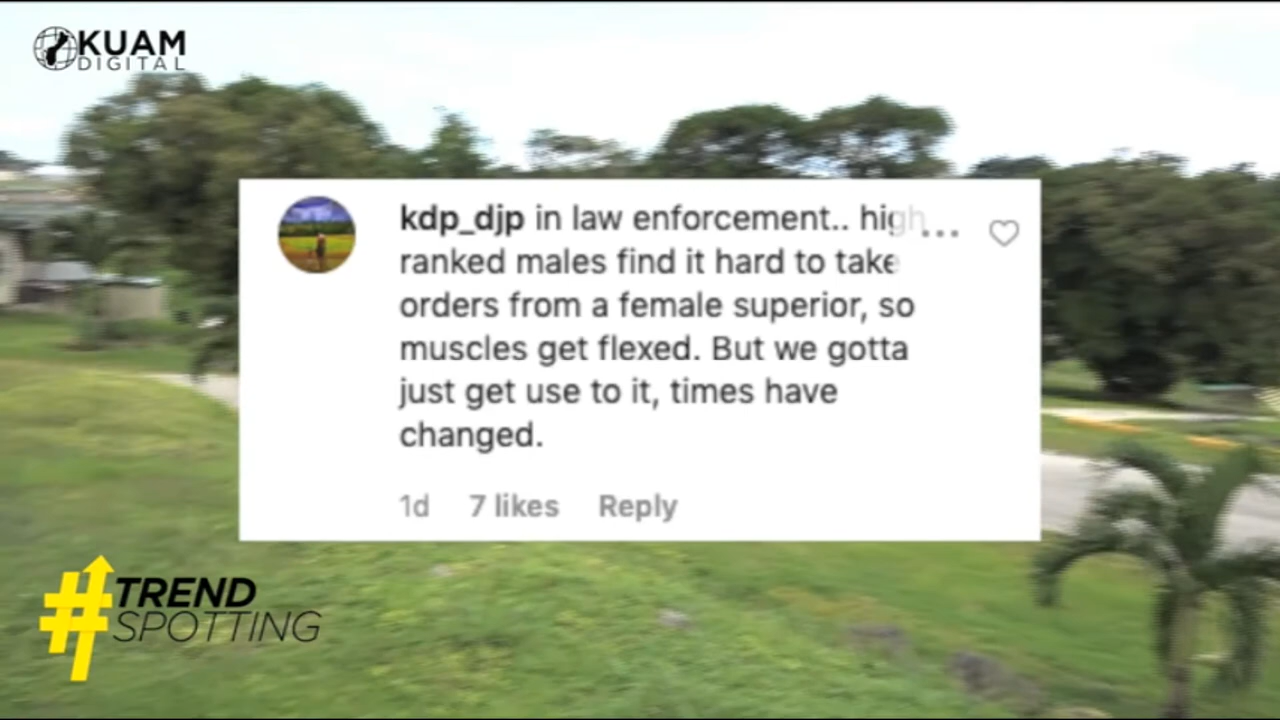 KUAM
DIGITAL
kdp_djp in law enforcement.. high ...
ranked males find it hard to take
orders from a female superior, so
muscles get flexed. But we gotta
just get use to it, times have
changed.
1d 7 likes Reply
#TREND
SPOTTING